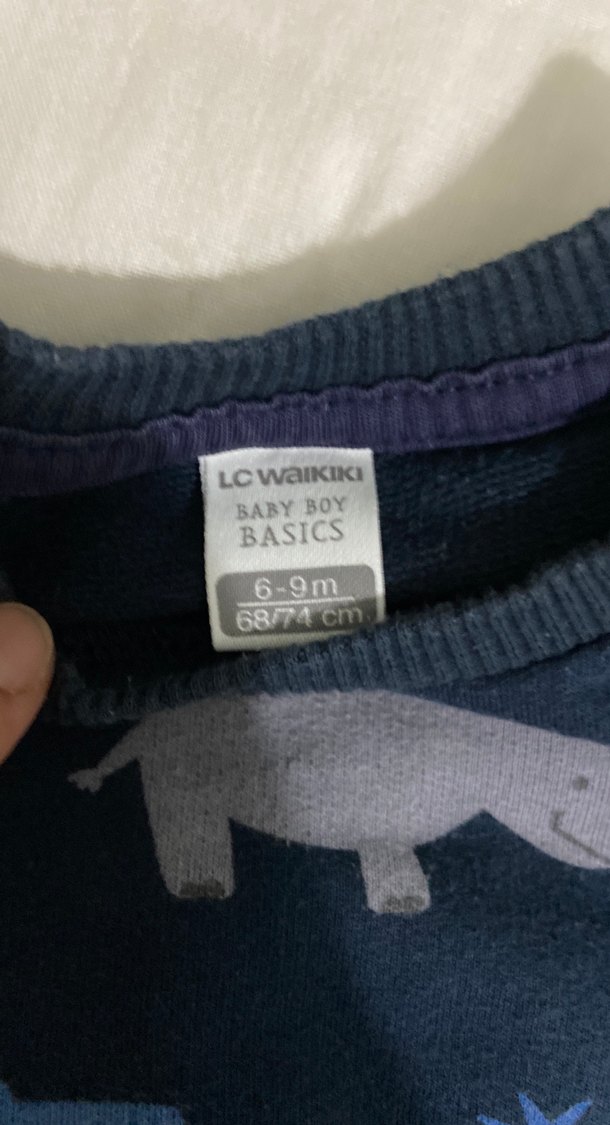 LC WAIKIKI
BABY BOY
BASICS
6-9m
68/74 cm